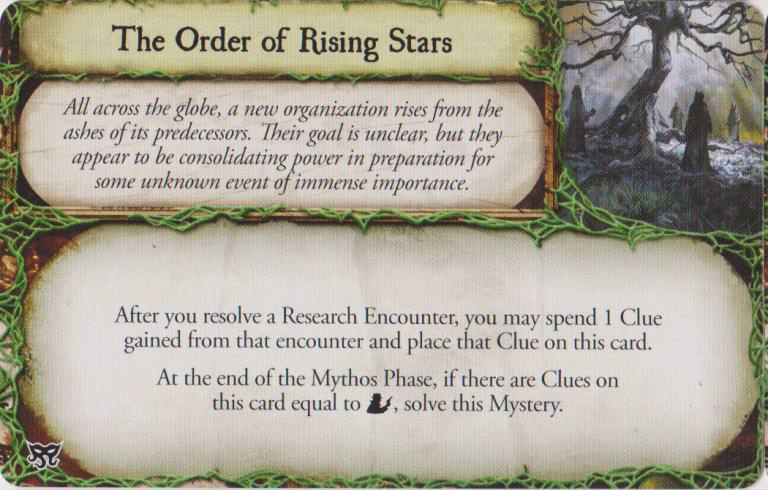 The Order of Rising Stars
All across the globe, a new organization rises from the
ashes of its predecessors. Their goal is unclear, but they
appear to be consolidating power in preparation for
some unknown event of immense importance.
After you resolve a Research Encounter, you may spend 1 Clue
gained from that encounter and place that Clue on this card.
At the end of the Mythos Phase, if there are Clues on
this card equal to , solve this Mystery.